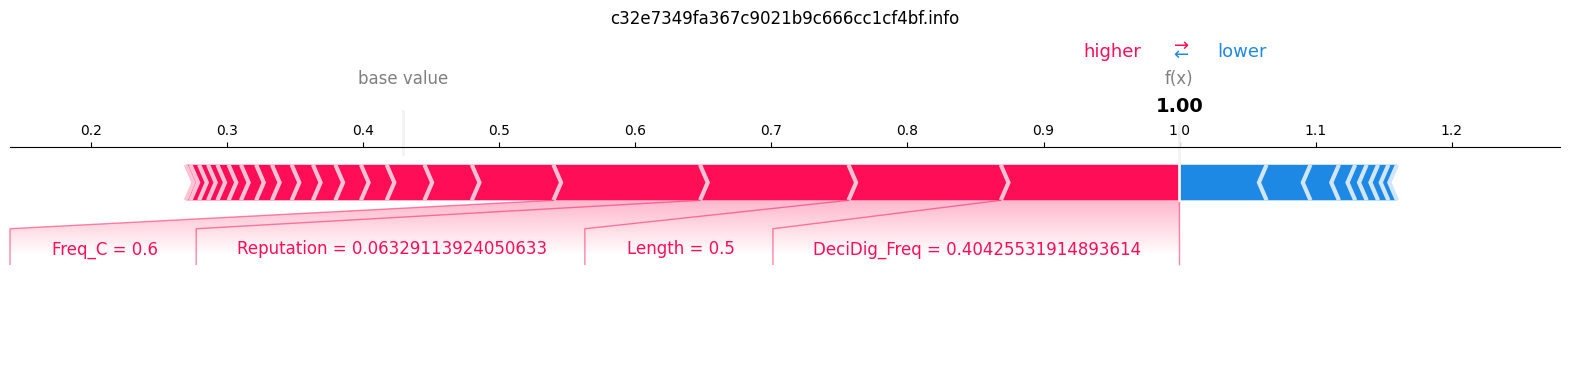 c32e7349fa367c9021b9c666cc1cf4bf.info
higher → ← lower
base value f(x)
1.00
0.2 0.3 0.4 0.5 0.6 0.7 0.8 0.9 1.0 1.1 1.2
Freq_C = 0.6 Reputation = 0.06329113924050633 Length = 0.5 DeciDig_Freq = 0.40425531914893614